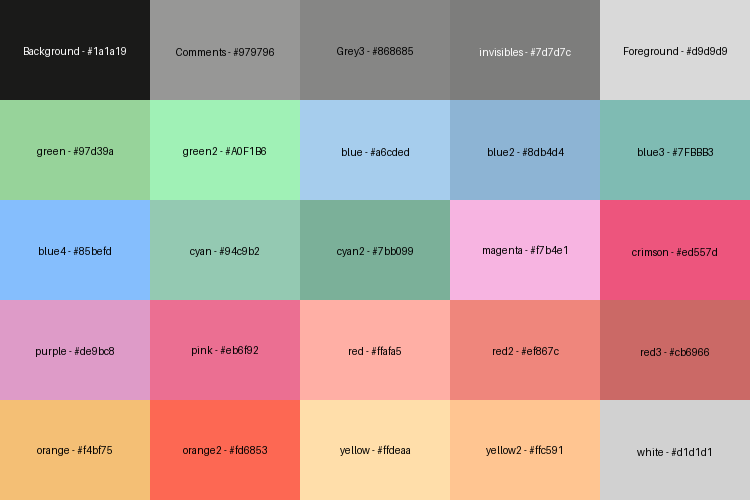 Background - #1a1a19
Comments - #979796
Grey3 - #868685
invisibles - #7d7d7c
Foreground - #d9d9d9
green - #97d39a
green2 - #A0F1B6
blue - #a6cded
blue2 - #8db4d4
blue3 - #7FBBB3
blue4 - #85befd
cyan - #94c9b2
cyan2 - #7bb099
magenta - #f7b4e1
crimson - #ed557d
purple - #de9bc8
pink - #eb6f92
red - #ffafa5
red2 - #ef867c
red3 - #cb6966
orange - #f4bf75
orange2 - #fd6853
yellow - #ffdeaa
yellow2 - #ffc591
white - #d1d1d1